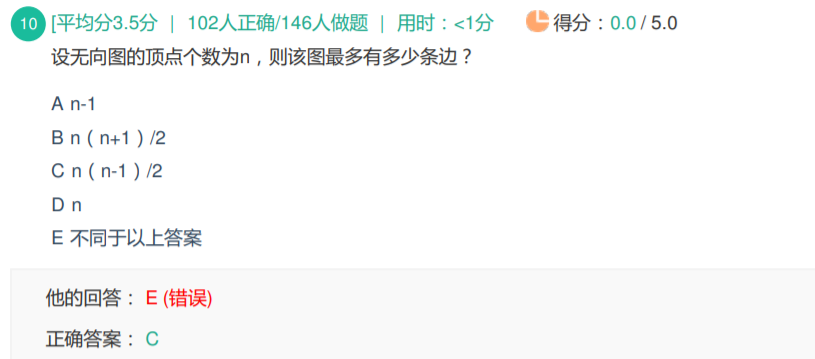 10 [平均分3.5分 | 102人正确/146人做题 | 用时：<1分 得分：0.0 / 5.0
设无向图的顶点个数为n，则该图最多有多少条边？
A n-1
B n（n+1）/2
C n（n-1）/2
D n
E 不同于以上答案
他的回答： E (错误)
正确答案： C